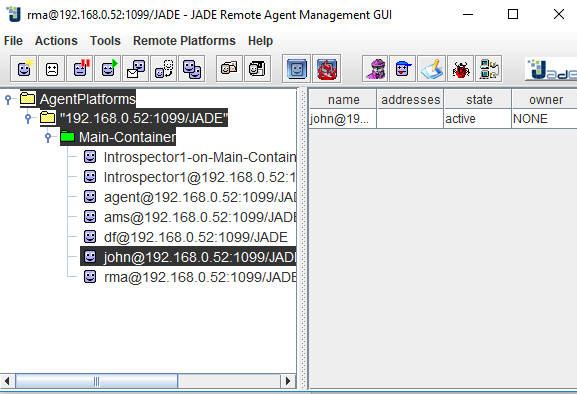 rma@192.168.0.52:1099/JADE - JADE Remote Agent Management GUI
File Actions Tools Remote Platforms Help
Jade
AgentPlatforms
"192.168.0.52:1099/JADE"
Main-Container
Introspector1-on-Main-Contain
Introspector1@192.168.0.52:1
agent@192.168.0.52:1099/JA
ams@192.168.0.52:1099/JADE
df@192.168.0.52:1099/JADE
john@192.168.0.52:1099/JADE
rma@192.168.0.52:1099/JADE
name addresses state owner
john@19... active NONE